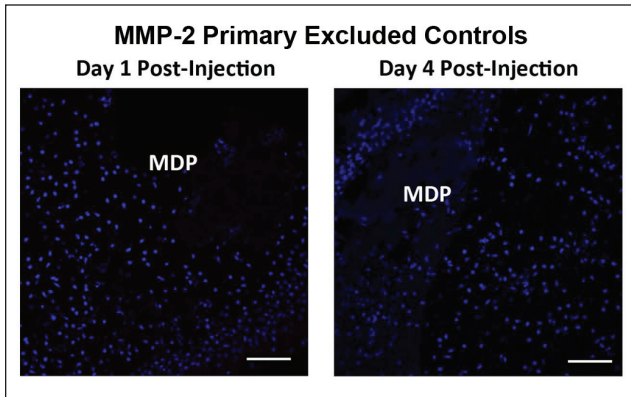 MMP-2 Primary Excluded Controls
Day 1 Post-Injection
Day 4 Post-Injection
MDP
MDP